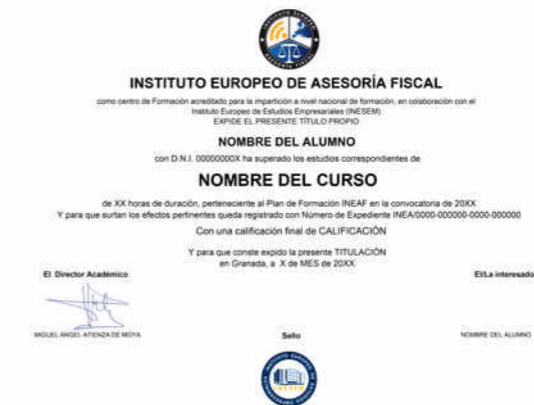 INSTITUTO EUROPEO DE ASESORÍA FISCAL
como centro de Formación acreditado para la impartición a nivel nacional de formación, en colaboración con el
Instituto Europeo de Estudios Empresariales (INESEM)
EXPIDE EL PRESENTE TÍTULO PROPIO
NOMBRE DEL ALUMNO
con D.N.I. 00000000X ha superado los estudios correspondientes de
NOMBRE DEL CURSO
de XX horas de duración, perteneciente al Plan de Formación INEAF en la convocatoria de 20XX
Y para que surtan los efectos pertinentes queda registrado con Número de Expediente INEA/0000-000000-0000-000000
Con una calificación final de CALIFICACIÓN
Y para que conste expido la presente TITULACIÓN
en Granada, a X de MES de 20XX
El Director Académico
El/La interesado
MIGUEL ÁNGEL ATIENZA DE MOYA
Sello
NOMBRE DEL ALUMNO